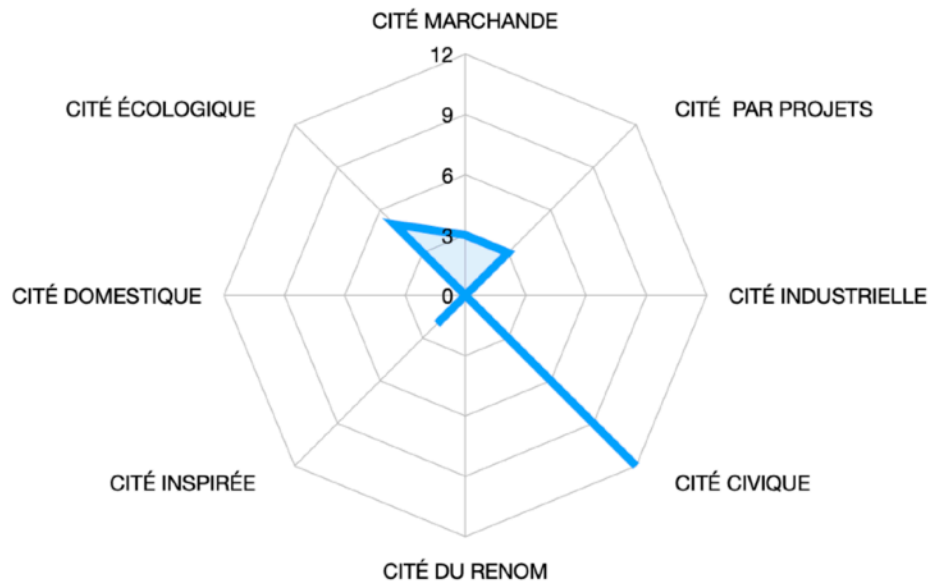 CITÉ MARCHANDE
12
CITÉ ÉCOLOGIQUE
CITÉ  PAR PROJETS
9
6
3
CITÉ DOMESTIQUE
0
CITÉ INDUSTRIELLE
CITÉ INSPIRÉE
CITÉ CIVIQUE
CITÉ DU RENOM